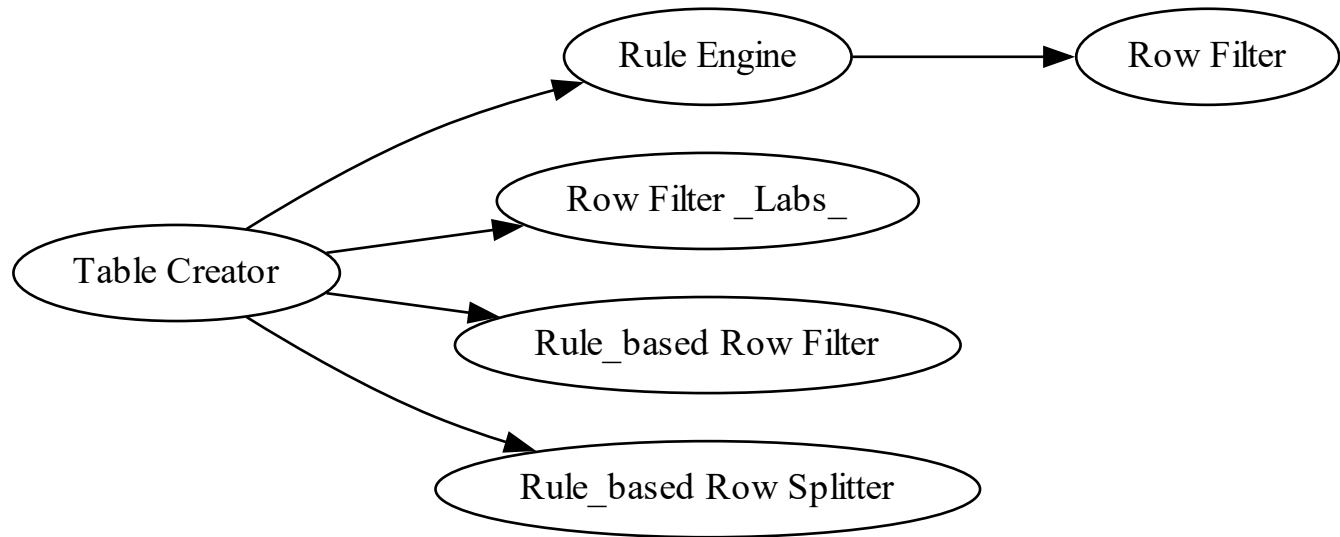 Rule Engine
Row Filter
Row Filter _Labs_
Table Creator
Rule_based Row Filter
Rule_based Row Splitter